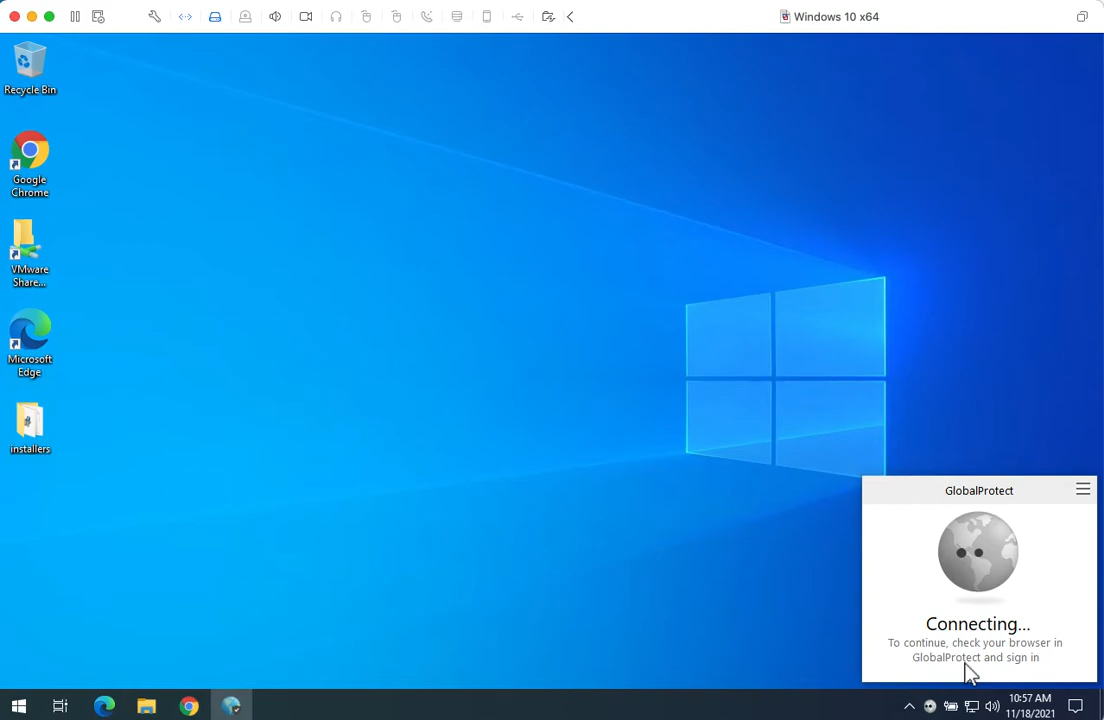 Windows 10 x64
Recycle Bin
Google
Chrome
VMware
Share...
Microsoft
Edge
installers
GlobalProtect
Connecting...
To continue, check your browser in
GlobalProtect and sign in
10:57 AM
11/18/2021